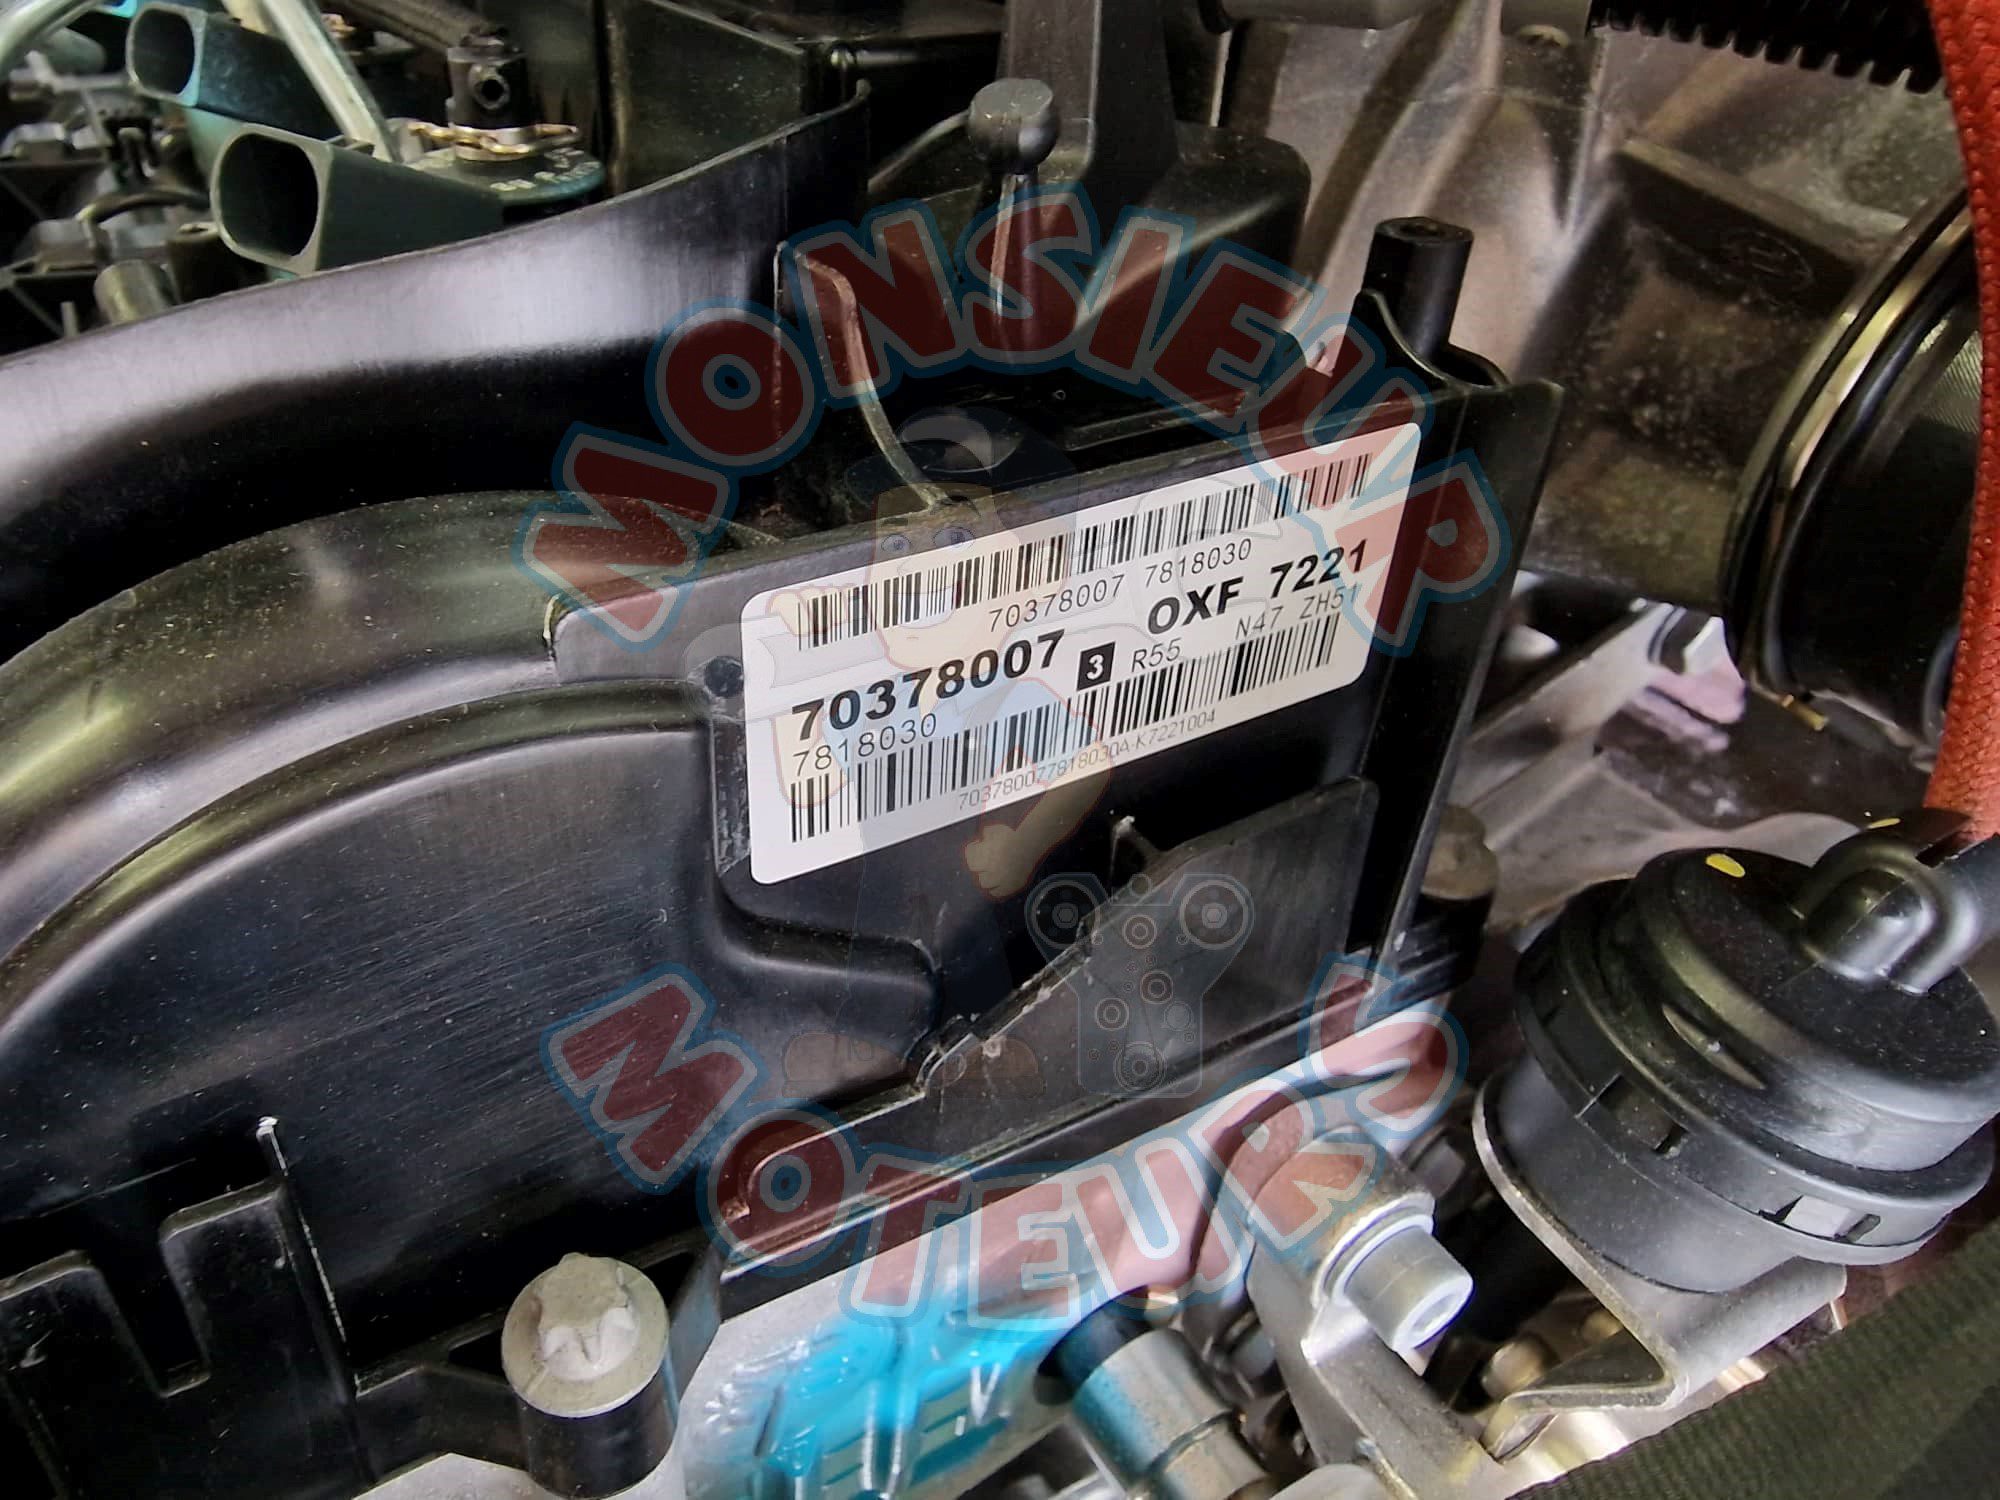 MONSIEUR
70378007 7818030
70378007 3 OXF 7221
7818030 R55 N47 ZH51
703780077818030A-K7221004
MOTEURS